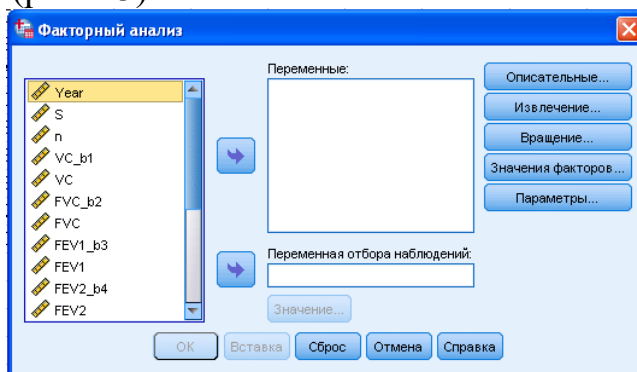 Факторный анализ
Переменные:
Year
S
n
VC_b1
VC
FVC_b2
FVC
FEV1_b3
FEV1
FEV2_b4
FEV2
Описательные...
Извлечение...
Вращение...
Значения факторов...
Параметры...
Переменная отбора наблюдений:
Значение...
OK Вставка Сброс Отмена Справка